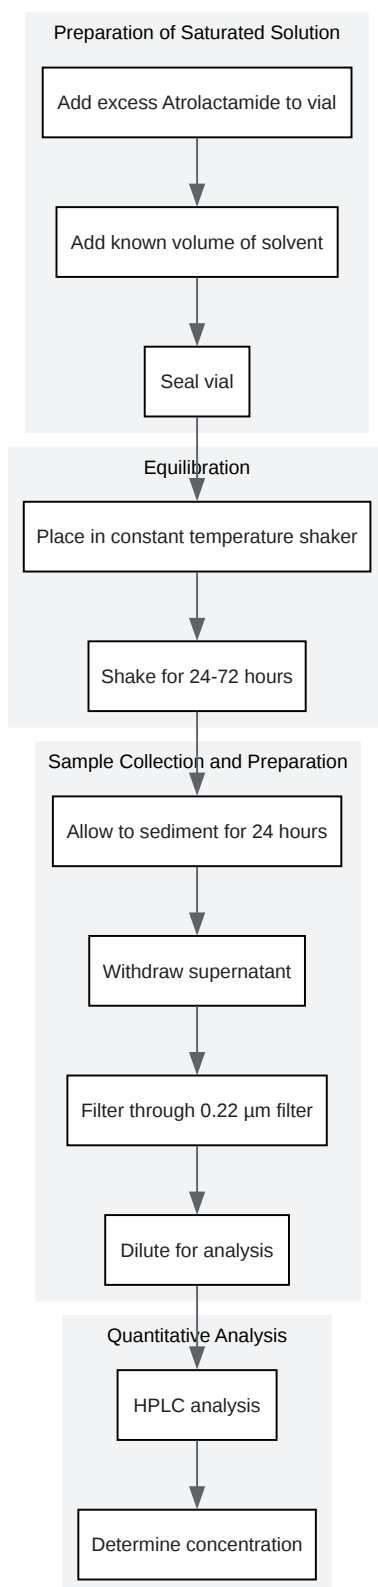 Preparation of Saturated Solution
Add excess Atrolactamide to vial
Add known volume of solvent
Seal vial
Equilibration
Place in constant temperature shaker
Shake for 24-72 hours
Sample Collection and Preparation
Allow to sediment for 24 hours
Withdraw supernatant
Filter through 0.22 µm filter
Dilute for analysis
Quantitative Analysis
HPLC analysis
Determine concentration